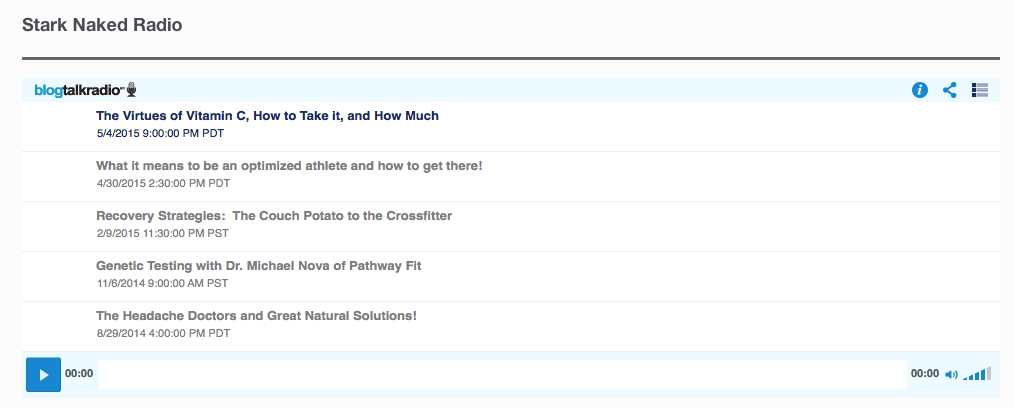 Stark Naked Radio
blogtalkradio
The Virtues of Vitamin C, How to Take it, and How Much
5/4/2015 9:00:00 PM PDT
What it means to be an optimized athlete and how to get there!
4/30/2015 2:30:00 PM PDT
Recovery Strategies:  The Couch Potato to the Crossfitter
2/9/2015 11:30:00 PM PST
Genetic Testing with Dr. Michael Nova of Pathway Fit
11/6/2014 9:00:00 AM PST
The Headache Doctors and Great Natural Solutions!
8/29/2014 4:00:00 PM PDT
00:00 00:00